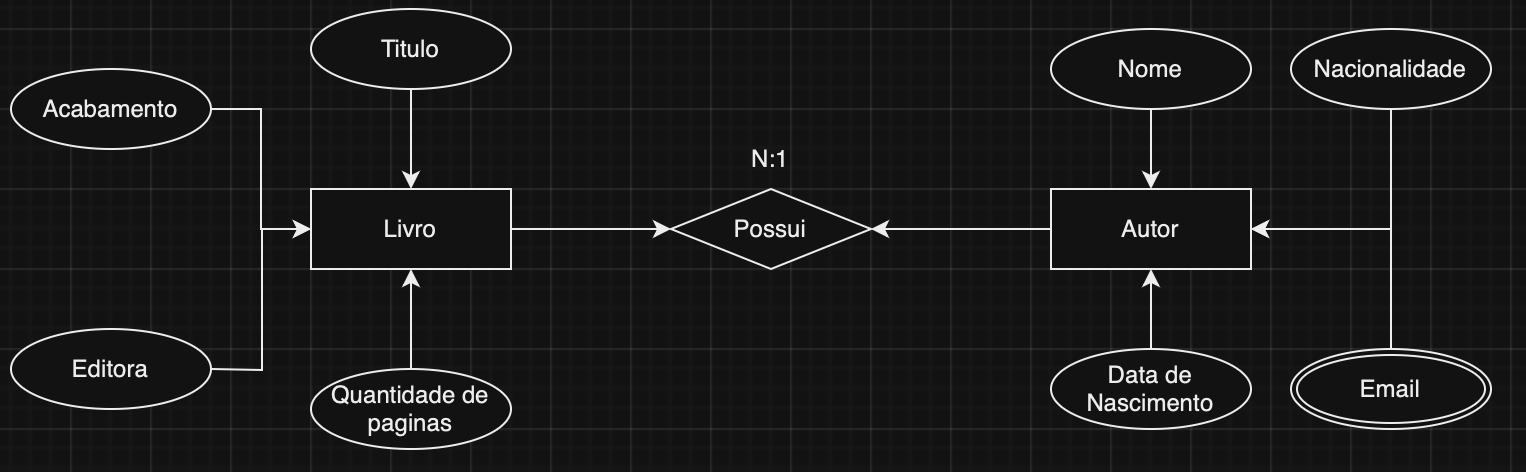 Titulo
Nome
Nacionalidade
Acabamento
N:1
Livro
Possui
Autor
Editora
Quantidade de
paginas
Data de
Nascimento
Email